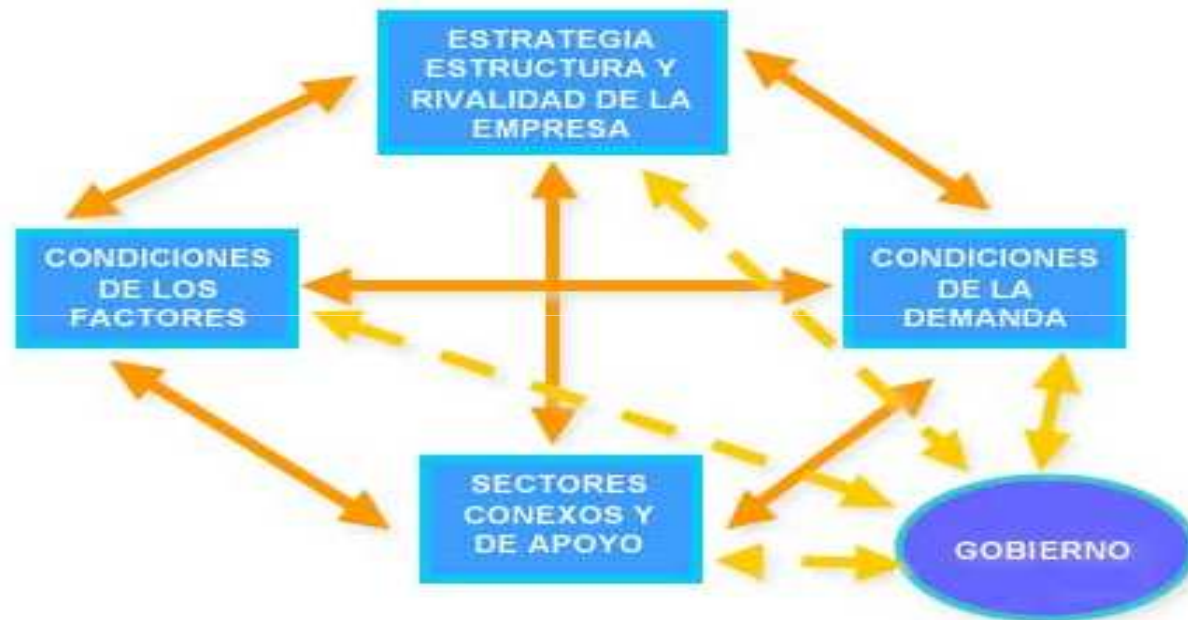 ESTRATEGIA
ESTRUCTURA Y
RIVALIDAD DE LA
EMPRESA
CONDICIONES
DE LOS
FACTORES
CONDICIONES
DE LA
DEMANDA
SECTORES
CONEXOS Y
DE APOYO
GOBIERNO